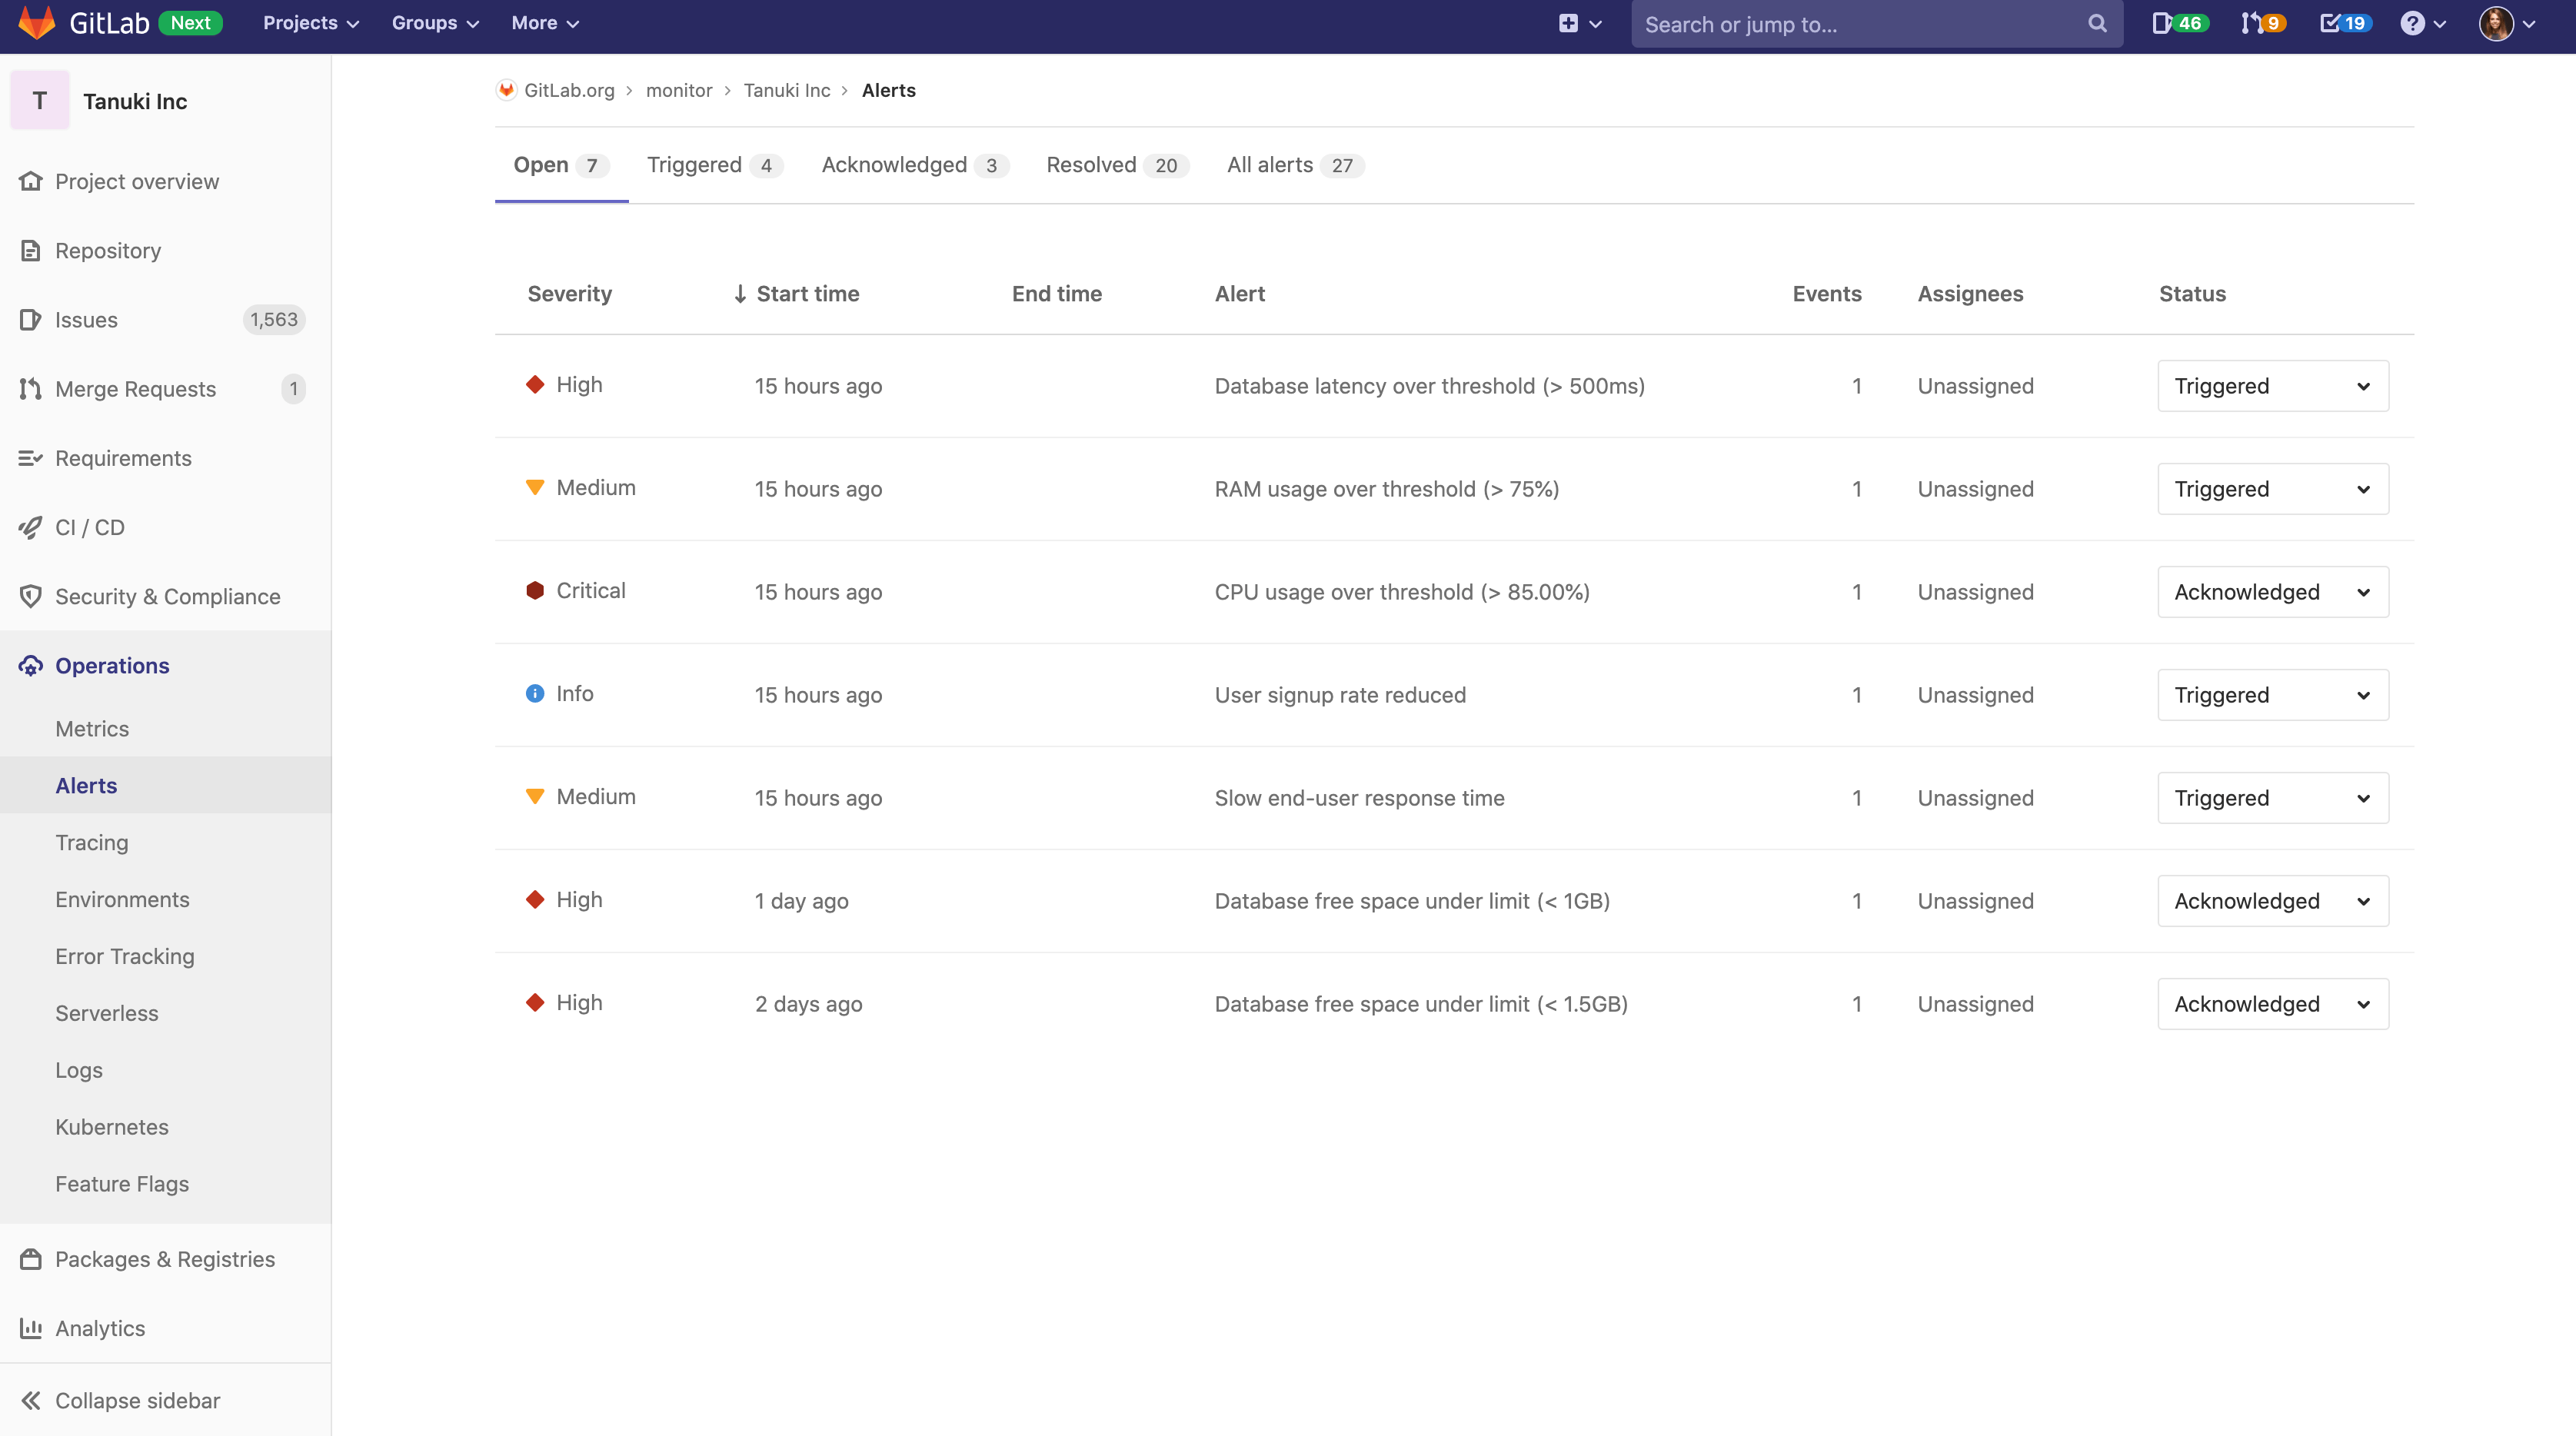 GitLab Next Projects Groups More Search or jump to... 46 9 19
T Tanuki Inc
Project overview
Repository
Issues 1,563
Merge Requests 1
Requirements
CI / CD
Security & Compliance
Operations
Metrics
Alerts
Tracing
Environments
Error Tracking
Serverless
Logs
Kubernetes
Feature Flags
Packages & Registries
Analytics
Collapse sidebar
GitLab.org › monitor › Tanuki Inc › Alerts
Open 7 Triggered 4 Acknowledged 3 Resolved 20 All alerts 27
Severity ↓ Start time End time Alert Events Assignees Status
High 15 hours ago Database latency over threshold (> 500ms) 1 Unassigned Triggered
Medium 15 hours ago RAM usage over threshold (> 75%) 1 Unassigned Triggered
Critical 15 hours ago CPU usage over threshold (> 85.00%) 1 Unassigned Acknowledged
Info 15 hours ago User signup rate reduced 1 Unassigned Triggered
Medium 15 hours ago Slow end-user response time 1 Unassigned Triggered
High 1 day ago Database free space under limit (< 1GB) 1 Unassigned Acknowledged
High 2 days ago Database free space under limit (< 1.5GB) 1 Unassigned Acknowledged